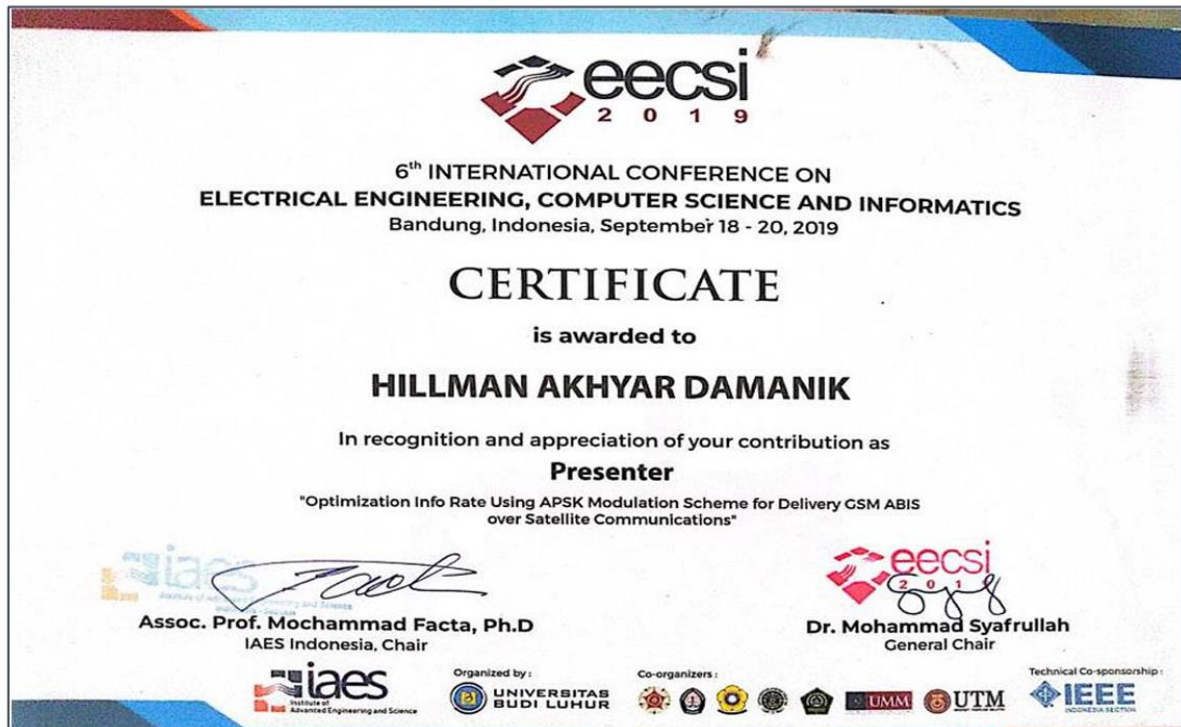 eecsi
2 0 1 9
6th INTERNATIONAL CONFERENCE ON
ELECTRICAL ENGINEERING, COMPUTER SCIENCE AND INFORMATICS
Bandung, Indonesia, September 18 - 20, 2019
CERTIFICATE
is awarded to
HILLMAN AKHYAR DAMANIK
In recognition and appreciation of your contribution as
Presenter
"Optimization Info Rate Using APSK Modulation Scheme for Delivery GSM ABIS
over Satellite Communications"
iaes
Assoc. Prof. Mochammad Facta, Ph.D
IAES Indonesia, Chair
eecsi
2 0 1
Dr. Mohammad Syafrullah
General Chair
iaes
Institute of
Advanced Engineering and Science
Organized by :
UNIVERSITAS
BUDI LUHUR
Co-organizers :
UMM
UTM
Technical Co-sponsorship :
IEEE
INDONESIA SECTION